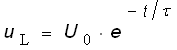 u_L = U_0 · e^{-t/τ}